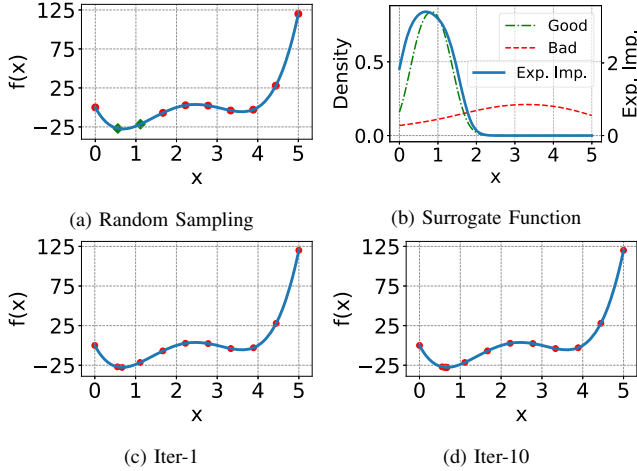 125
75
25
−25
f(x)
0 1 2 3 4 5
x
(a) Random Sampling
0.5
0.0
Density
Good
Bad
Exp. Imp.
2
0
Exp. Imp.
0 1 2 3 4 5
x
(b) Surrogate Function
125
75
25
−25
f(x)
0 1 2 3 4 5
x
(c) Iter-1
125
75
25
−25
f(x)
0 1 2 3 4 5
x
(d) Iter-10